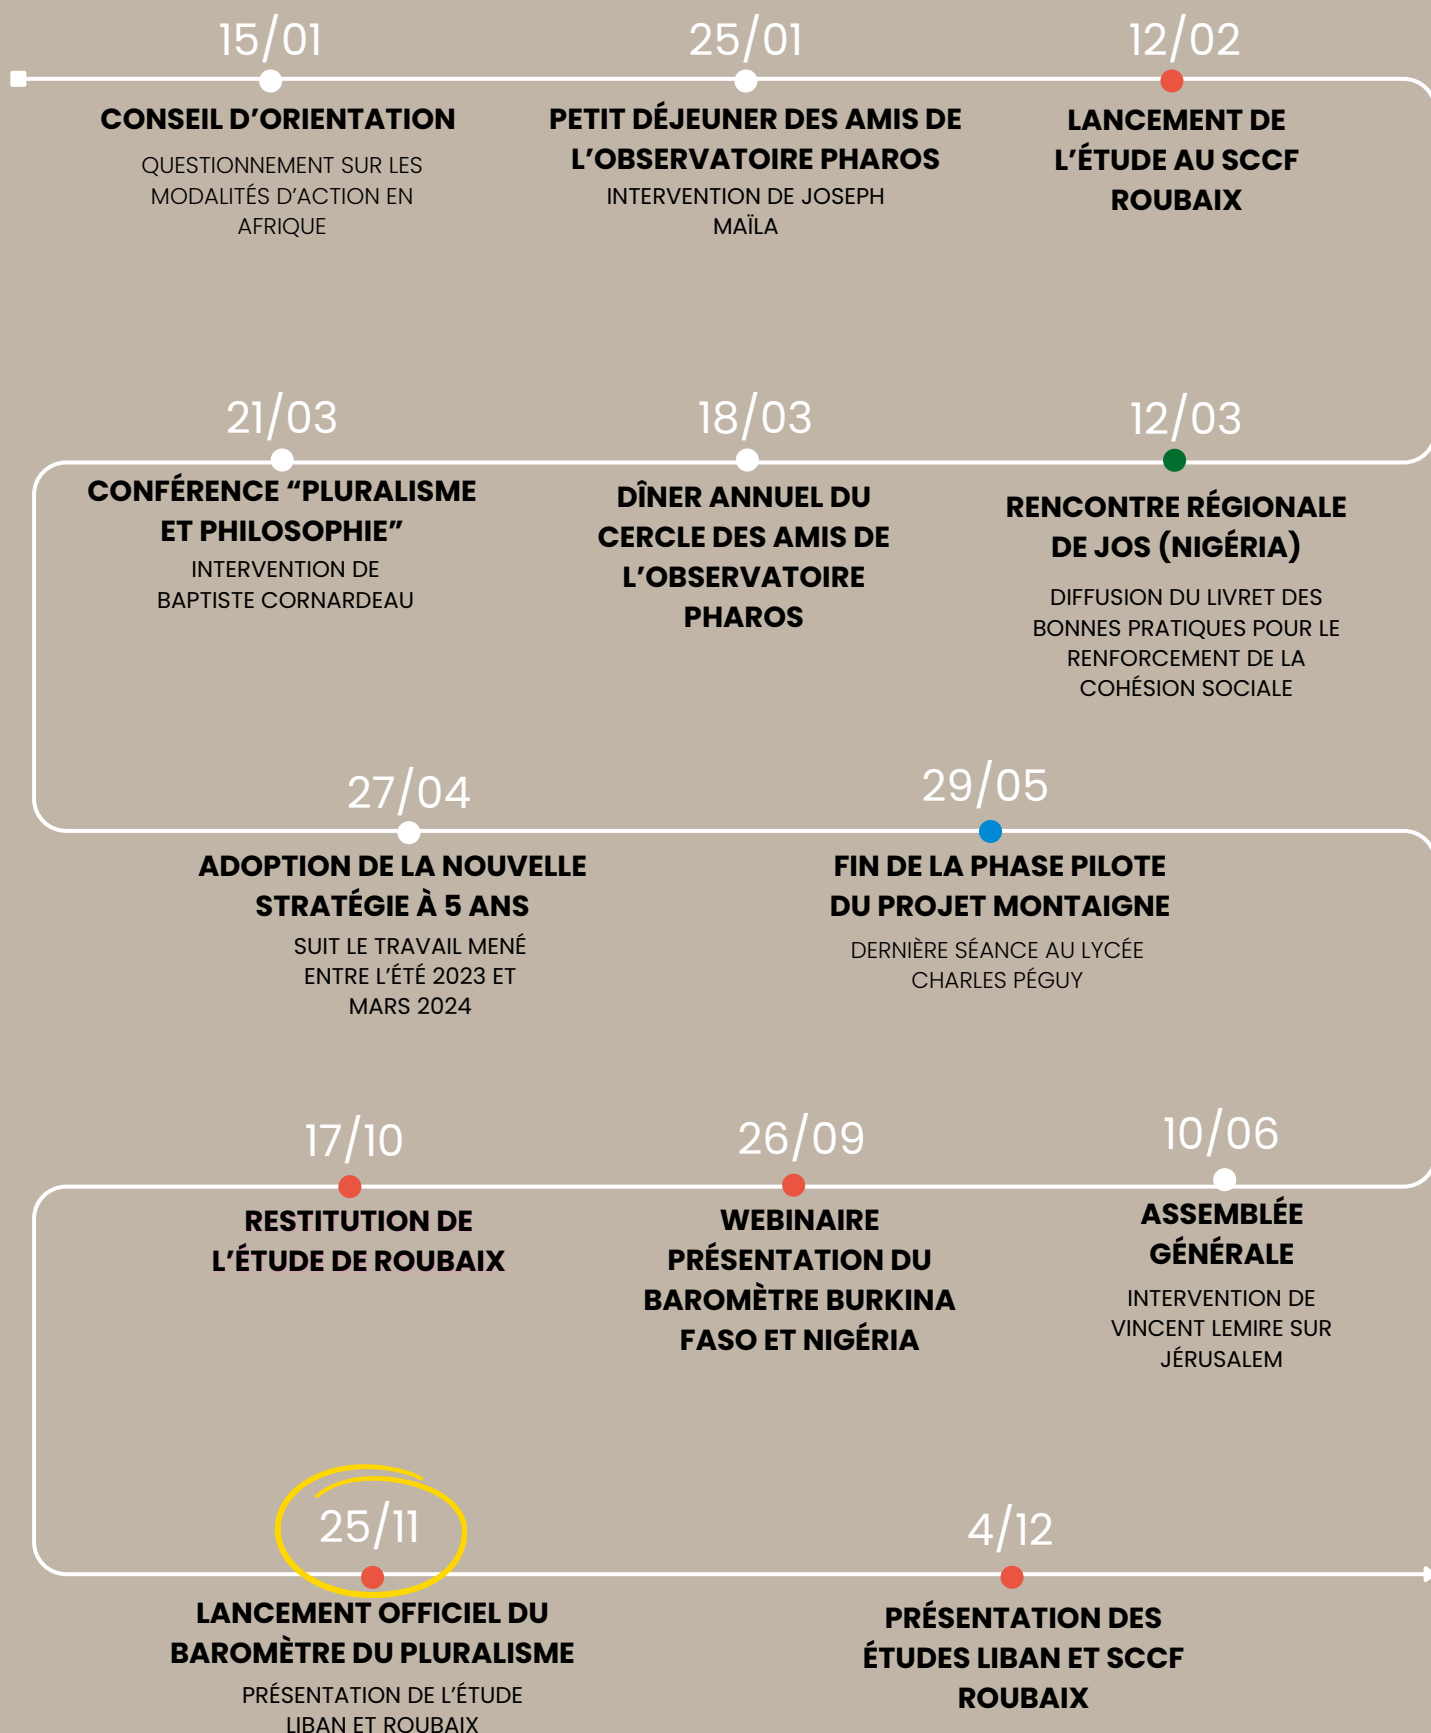 15/01
CONSEIL D’ORIENTATION
QUESTIONNEMENT SUR LES
MODALITÉS D’ACTION EN
AFRIQUE
25/01
PETIT DÉJEUNER DES AMIS DE
L’OBSERVATOIRE PHAROS
INTERVENTION DE JOSEPH
MAÏLA
12/02
LANCEMENT DE
L’ÉTUDE AU SCCF
ROUBAIX
12/03
RENCONTRE RÉGIONALE
DE JOS (NIGÉRIA)
DIFFUSION DU LIVRET DES
BONNES PRATIQUES POUR LE
RENFORCEMENT DE LA
COHÉSION SOCIALE
18/03
DÎNER ANNUEL DU
CERCLE DES AMIS DE
L’OBSERVATOIRE
PHAROS
21/03
CONFÉRENCE “PLURALISME
ET PHILOSOPHIE”
INTERVENTION DE
BAPTISTE CORNARDEAU
27/04
ADOPTION DE LA NOUVELLE
STRATÉGIE À 5 ANS
SUIT LE TRAVAIL MENÉ
ENTRE L’ÉTÉ 2023 ET
MARS 2024
29/05
FIN DE LA PHASE PILOTE
DU PROJET MONTAIGNE
DERNIÈRE SÉANCE AU LYCÉE
CHARLES PÉGUY
10/06
ASSEMBLÉE
GÉNÉRALE
INTERVENTION DE
VINCENT LEMIRE SUR
JÉRUSALEM
26/09
WEBINAIRE
PRÉSENTATION DU
BAROMÈTRE BURKINA
FASO ET NIGÉRIA
17/10
RESTITUTION DE
L’ÉTUDE DE ROUBAIX
25/11
LANCEMENT OFFICIEL DU
BAROMÈTRE DU PLURALISME
PRÉSENTATION DE L’ÉTUDE
LIBAN ET ROUBAIX
4/12
PRÉSENTATION DES
ÉTUDES LIBAN ET SCCF
ROUBAIX